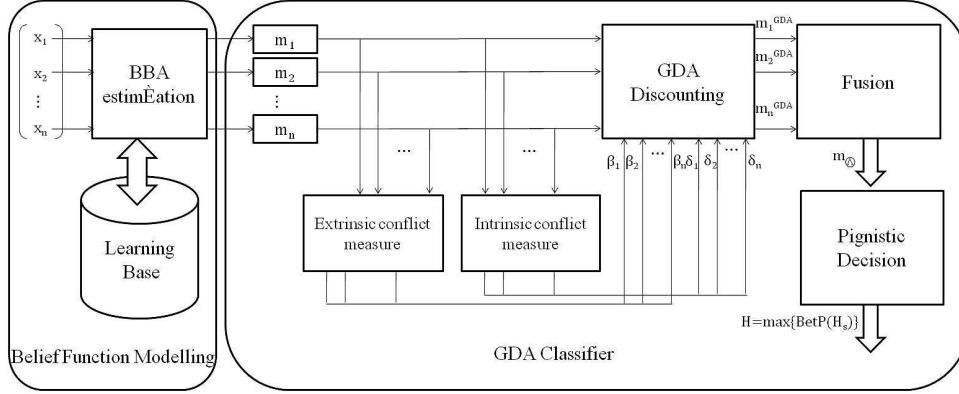 x₁
x₂
⋮
xₙ
BBA
estimÈation
Learning
Base
Belief Function Modelling
m₁
m₂
⋮
mₙ
...
...
Extrinsic conflict
measure
Intrinsic conflict
measure
GDA
Discounting
β₁
β₂
...
βₙ
δ₁
δ₂
...
δₙ
m₁ᴳᴰᴬ
m₂ᴳᴰᴬ
mₙᴳᴰᴬ
Fusion
m
Pignistic
Decision
H=max{BetP(Hₛ)}
GDA Classifier